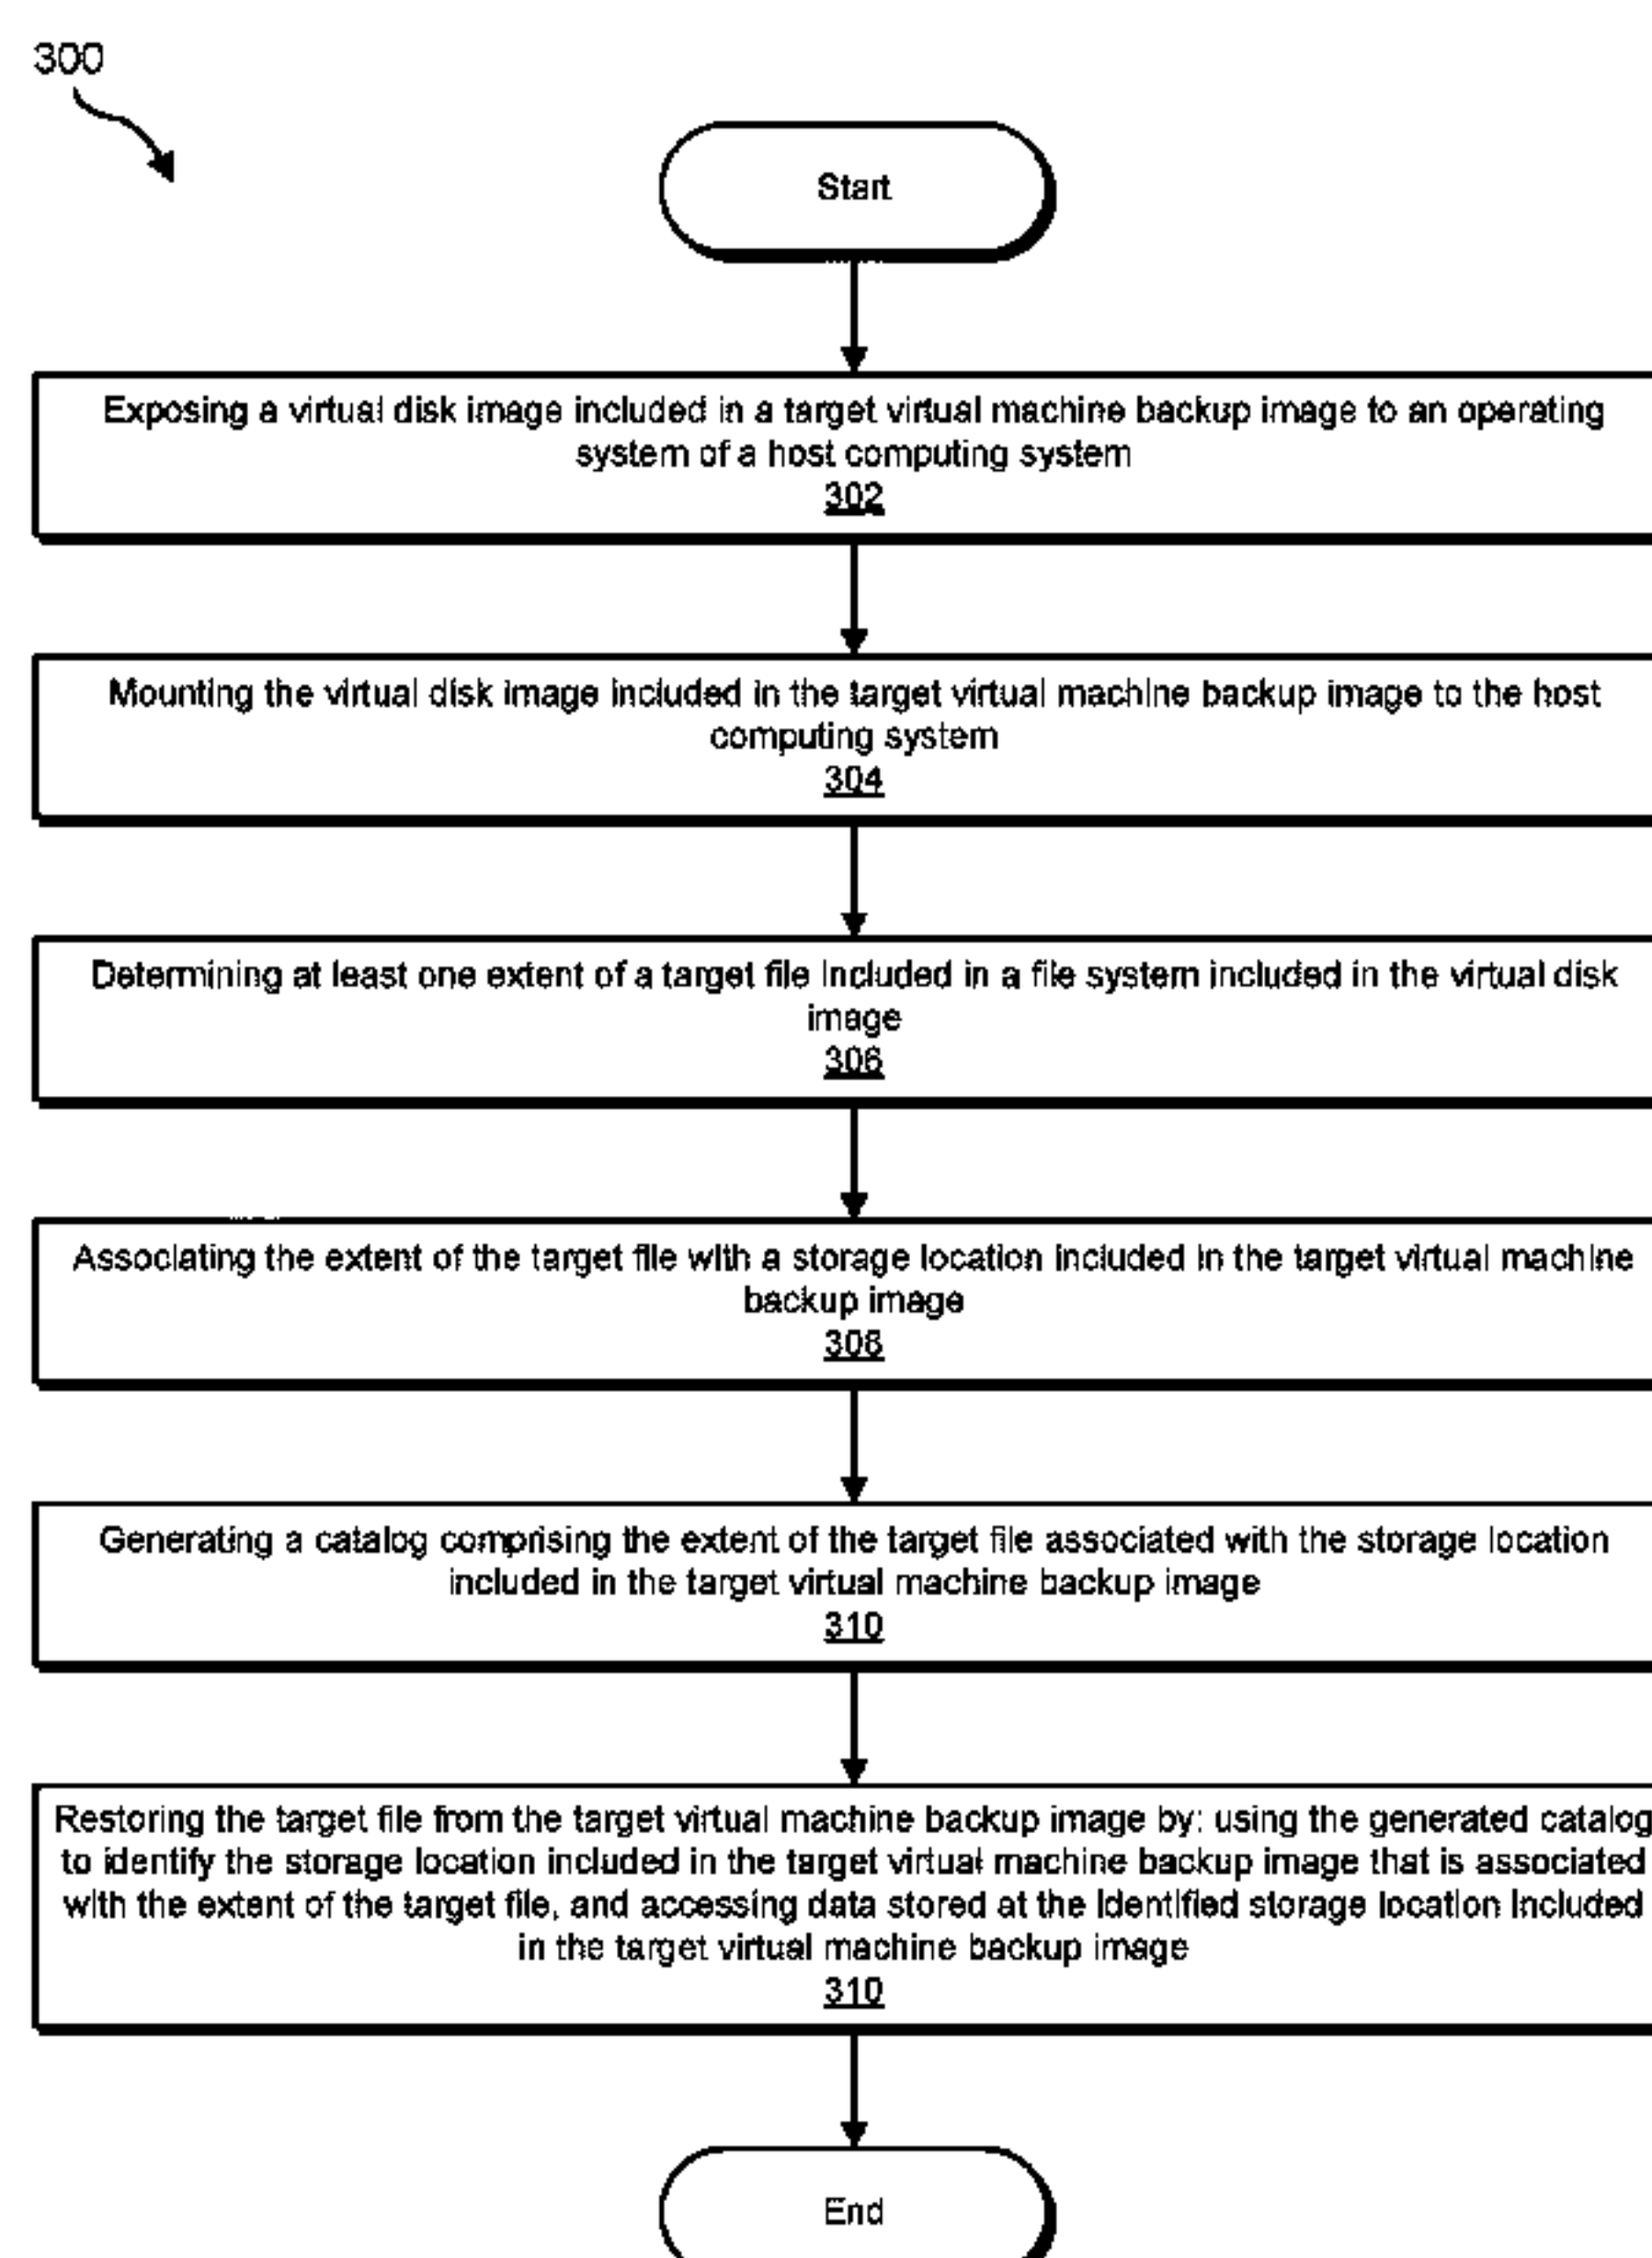 300
Start
Exposing a virtual disk image included in a target virtual machine backup image to an operating
system of a host computing system
302
Mounting the virtual disk image included in the target virtual machine backup image to the host
computing system
304
Determining at least one extent of a target file included in a file system included in the virtual disk
image
306
Associating the extent of the target file with a storage location included in the target virtual machine
backup image
308
Generating a catalog comprising the extent of the target file associated with the storage location
included in the target virtual machine backup image
310
Restoring the target file from the target virtual machine backup image by: using the generated catalog
to identify the storage location included in the target virtual machine backup image that is associated
with the extent of the target file, and accessing data stored at the identified storage location included
in the target virtual machine backup image
310
End